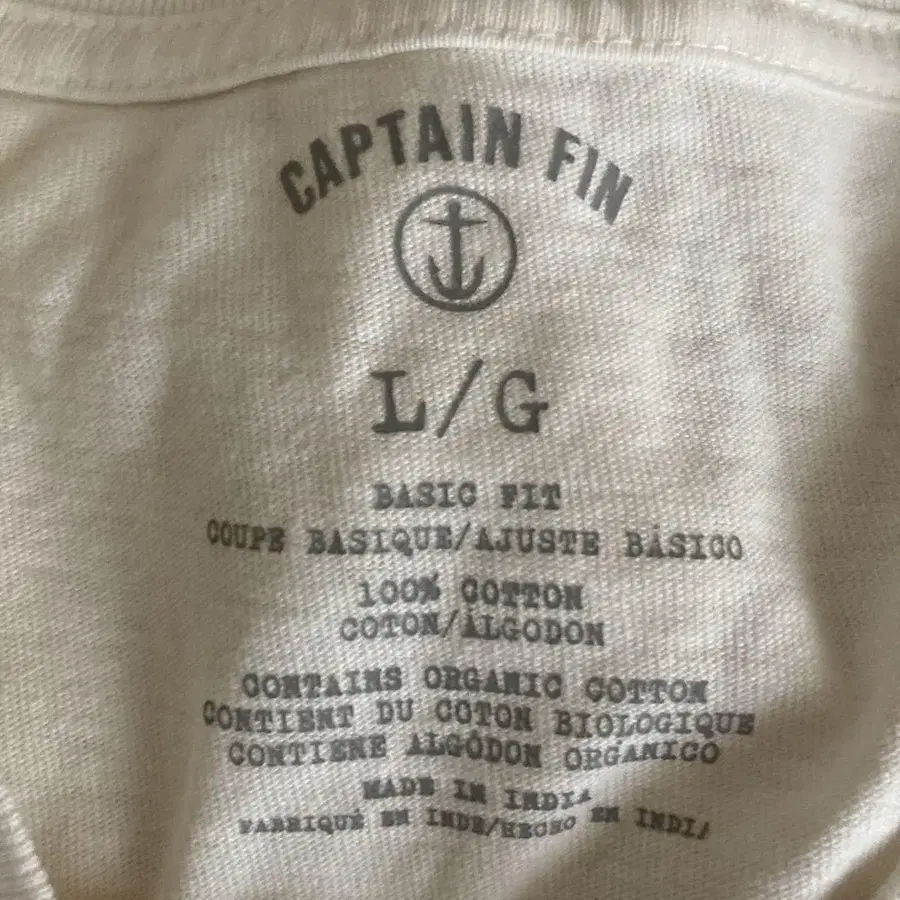 CAPTAIN FIN
L/G
BASIC FIT
COUPE BASIQUE/AJUSTE BÁSICO
100% COTTON
COTON/ALGODON
CONTAINS ORGANIC COTTON
CONTIENT DU COTON BIOLOGIQUE
CONTIENE ALGÓDON ORGANICO
MADE IN INDIA
FABRIQUÉ EN INDE/HECHO EN INDIA